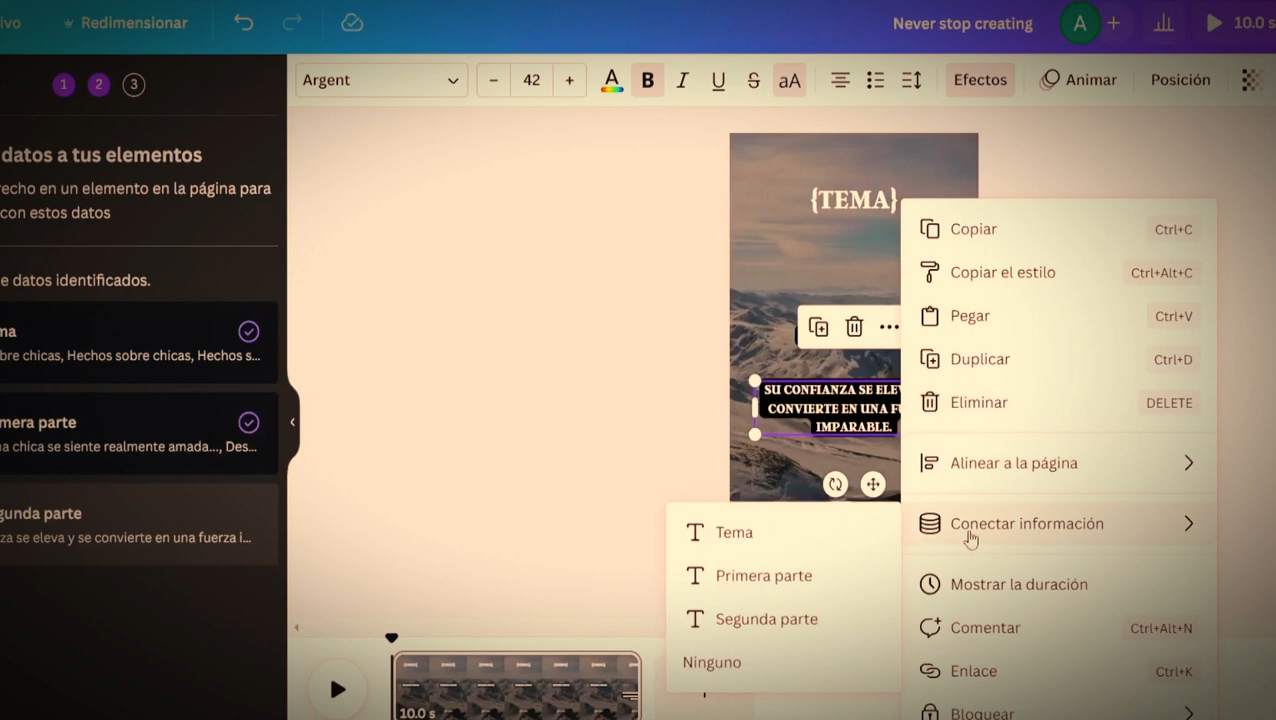 ivo
Redimensionar
Never stop creating
A
10.0 s
1 2 3
Argent
42
A B I U S aA
Efectos
Animar
Posición
datos a tus elementos
recho en un elemento en la página para
con estos datos
e datos identificados.
ma
bre chicas, Hechos sobre chicas, Hechos s...
mera parte
na chica se siente realmente amada..., Des...
gunda parte
za se eleva y se convierte en una fuerza i...
{TEMA}
SU CONFIANZA SE ELEV
CONVIERTE EN UNA FU
IMPARABLE.
Copiar Ctrl+C
Copiar el estilo Ctrl+Alt+C
Pegar Ctrl+V
Duplicar Ctrl+D
Eliminar DELETE
Alinear a la página
Conectar información
Mostrar la duración
Comentar Ctrl+Alt+N
Enlace Ctrl+K
Bloquear
T Tema
T Primera parte
T Segunda parte
Ninguno
10.0 s